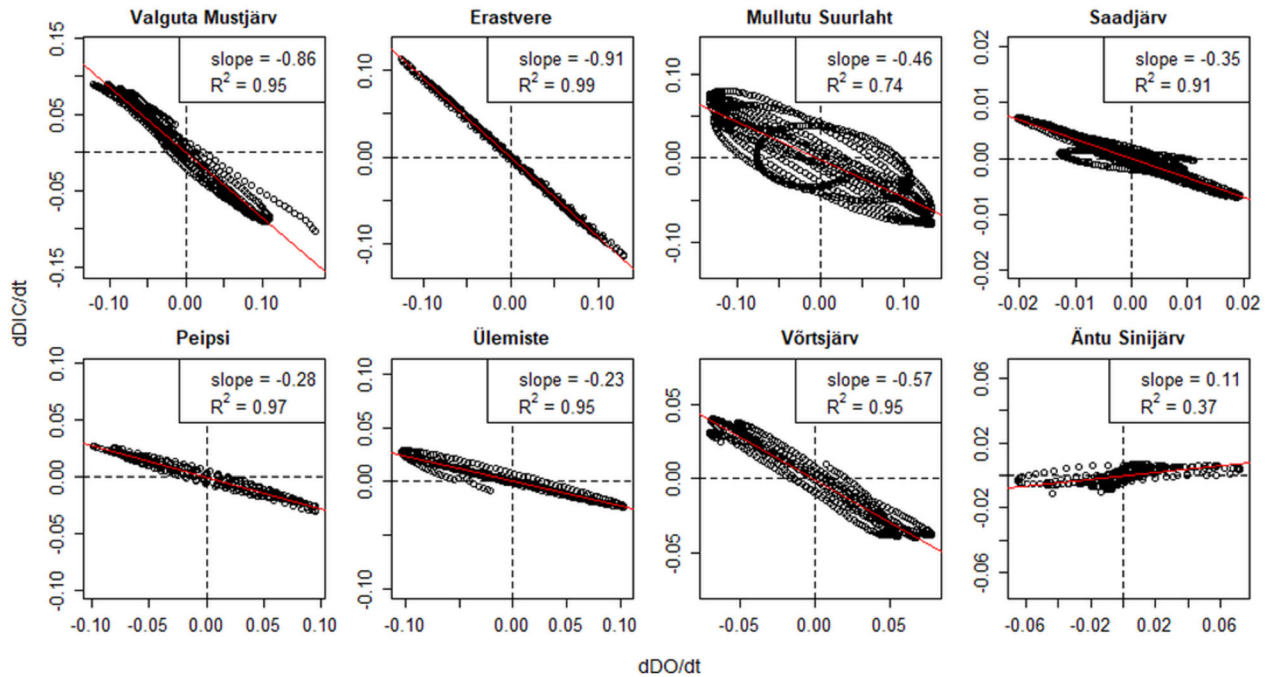 Valguta Mustjärv
Erastvere
Mullutu Suurlaht
Saadjärv
slope = -0.86
R² = 0.95
slope = -0.91
R² = 0.99
slope = -0.46
R² = 0.74
slope = -0.35
R² = 0.91
0.15
0.05
-0.05
-0.15
0.10
0.00
-0.10
0.10
0.00
-0.10
0.02
0.01
0.00
-0.01
-0.02
-0.10 0.00 0.10
-0.10 0.00 0.10
-0.10 0.00 0.10
-0.02 -0.01 0.00 0.01 0.02
dDIC/dt
Peipsi
Ülemiste
Võrtsjärv
Äntu Sinijärv
slope = -0.28
R² = 0.97
slope = -0.23
R² = 0.95
slope = -0.57
R² = 0.95
slope = 0.11
R² = 0.37
0.10
0.05
0.00
-0.05
-0.10
0.10
0.05
0.00
-0.10
0.05
0.00
-0.05
0.06
0.02
-0.02
-0.06
-0.10 -0.05 0.00 0.05 0.10
-0.10 -0.05 0.00 0.05 0.10
-0.05 0.00 0.05
-0.06 -0.02 0.02 0.06
dDO/dt